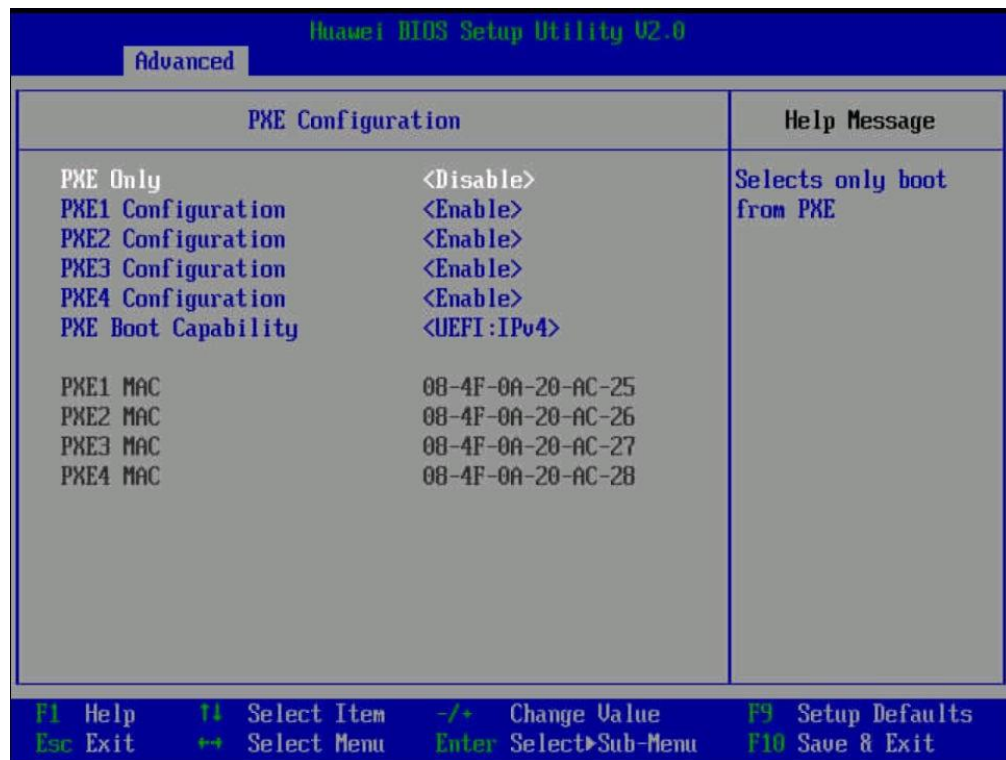 Huawei BIOS Setup Utility V2.0
Advanced
PXE Configuration
Help Message
PXE Only <Disable>
PXE1 Configuration <Enable>
PXE2 Configuration <Enable>
PXE3 Configuration <Enable>
PXE4 Configuration <Enable>
PXE Boot Capability <UEFI:IPv4>
PXE1 MAC 08-4F-0A-20-AC-25
PXE2 MAC 08-4F-0A-20-AC-26
PXE3 MAC 08-4F-0A-20-AC-27
PXE4 MAC 08-4F-0A-20-AC-28
Selects only boot
from PXE
F1 Help ↑↓ Select Item -/+ Change Value F9 Setup Defaults
Esc Exit ←→ Select Menu Enter Select▶Sub-Menu F10 Save & Exit